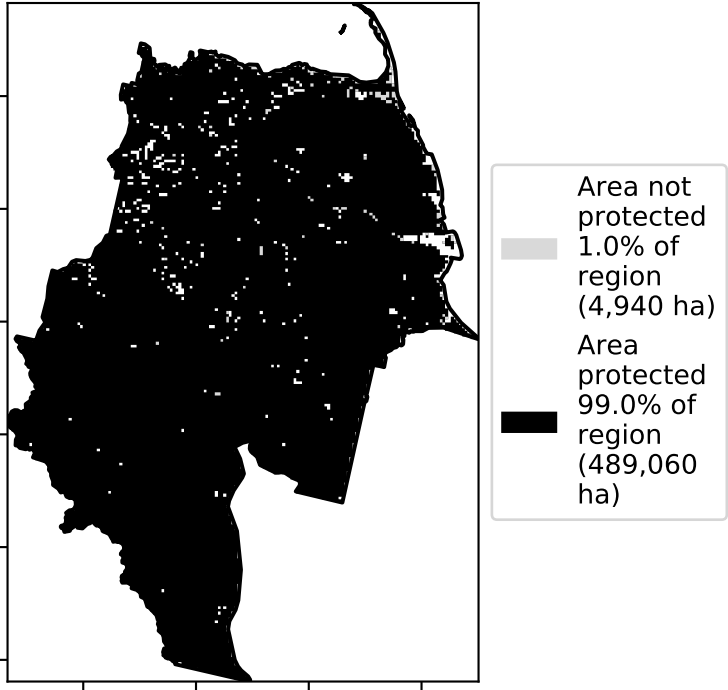 Area not
protected
1.0% of
region
(4,940 ha)
Area
protected
99.0% of
region
(489,060
ha)